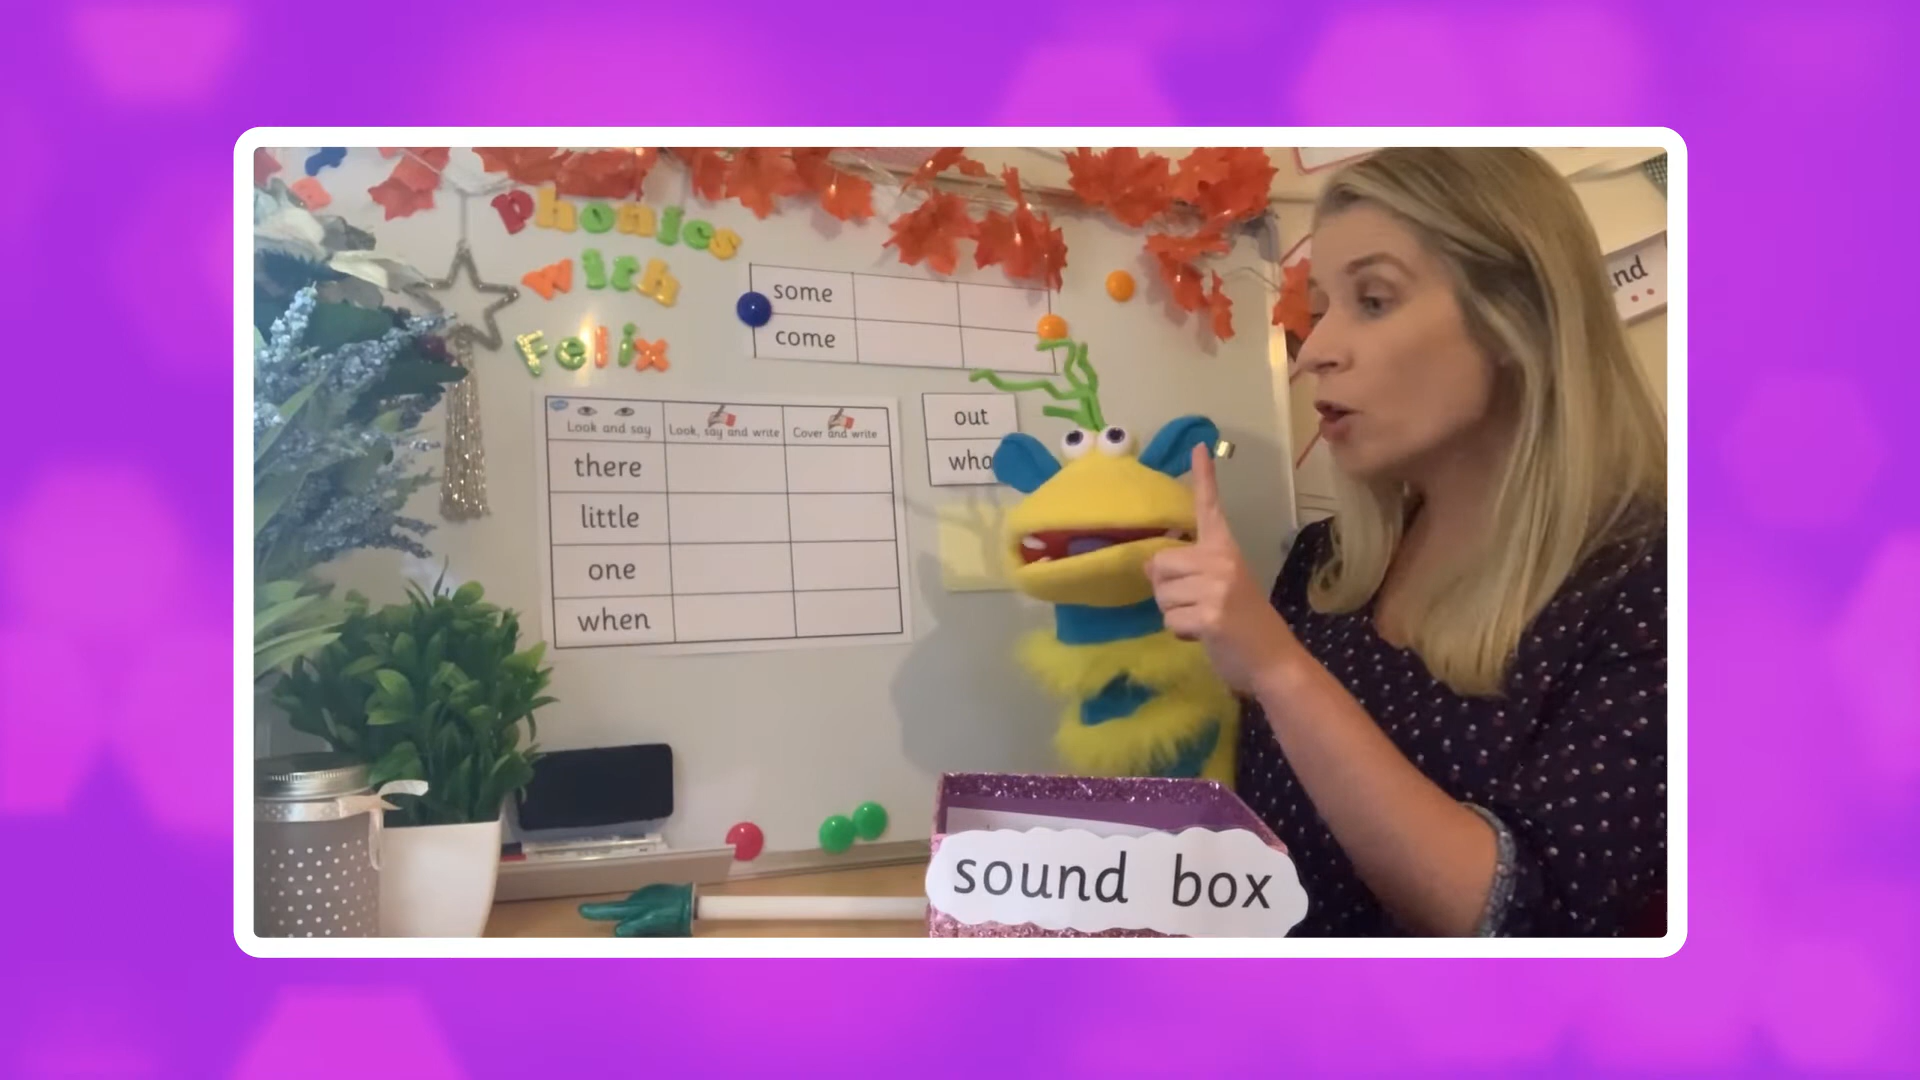 Phonics
with
Felix
some
come
Look and say
Look, say and write
Cover and write
there
little
one
when
out
nd
sound box